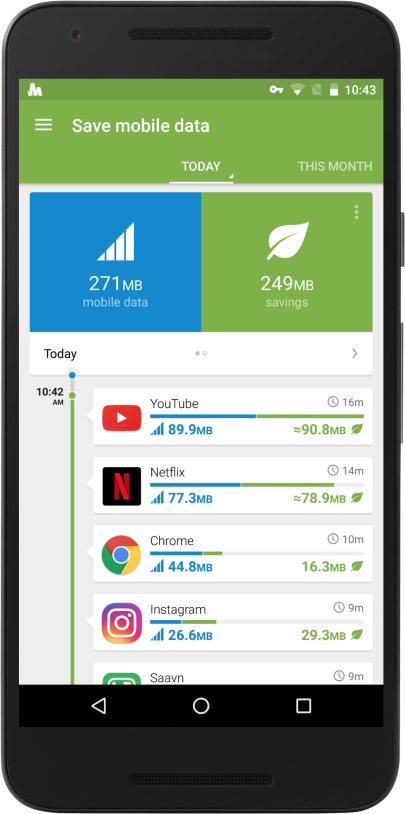 10:43
Save mobile data
TODAY
THIS MONTH
271MB
mobile data
249MB
savings
Today
10:42
AM
YouTube
16m
89.9MB
≈90.8MB
Netflix
14m
N
77.3MB
≈78.9MB
Chrome
10m
44.8MB
16.3MB
Instagram
9m
26.6MB
29.3MB
Saavn
9m